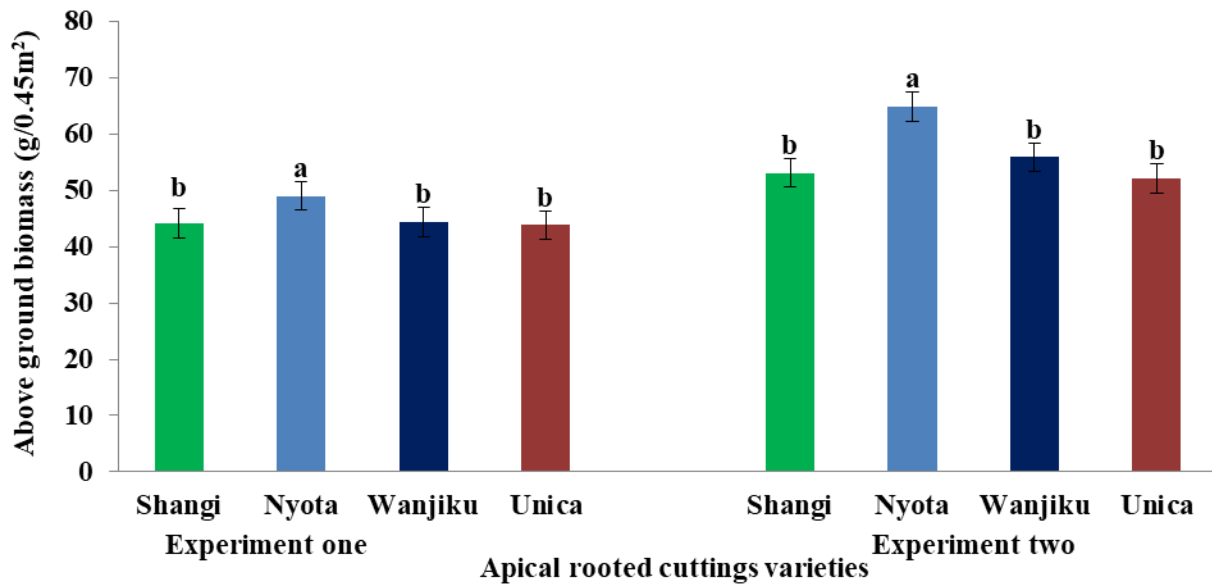 Above ground biomass (g/0.45m²)
80
70
60
50
40
30
20
10
0
b
a
b
b
b
a
b
b
Shangi Nyota Wanjiku Unica Shangi Nyota Wanjiku Unica
Experiment one Experiment two
Apical rooted cuttings varieties